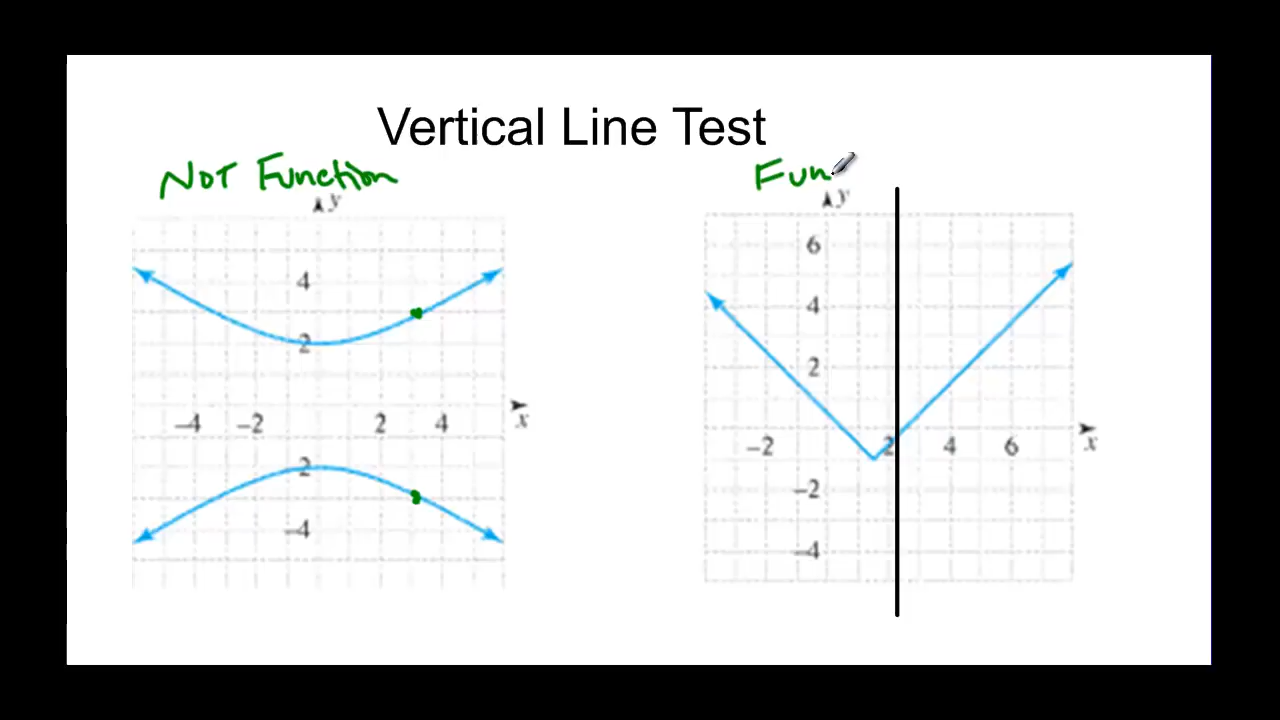 Vertical Line Test
NOT Function
Fun
y
4
2
-4 -2 2 4 x
2
-4
y
6
4
2
-2 2 4 6 x
-2
-4